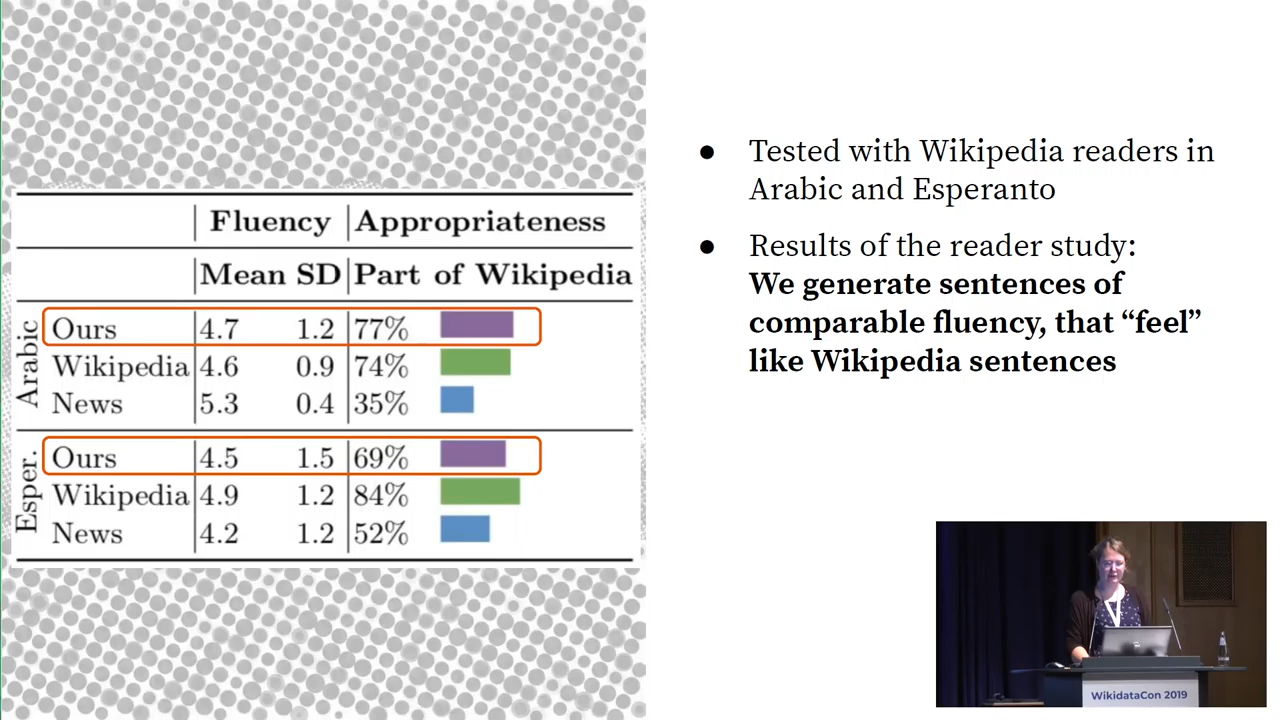 Fluency Appropriateness
Mean SD Part of Wikipedia
Arabic
Ours 4.7 1.2 77%
Wikipedia 4.6 0.9 74%
News 5.3 0.4 35%
Esper.
Ours 4.5 1.5 69%
Wikipedia 4.9 1.2 84%
News 4.2 1.2 52%
● Tested with Wikipedia readers in
Arabic and Esperanto
● Results of the reader study:
We generate sentences of
comparable fluency, that “feel”
like Wikipedia sentences
WikidataCon 2019